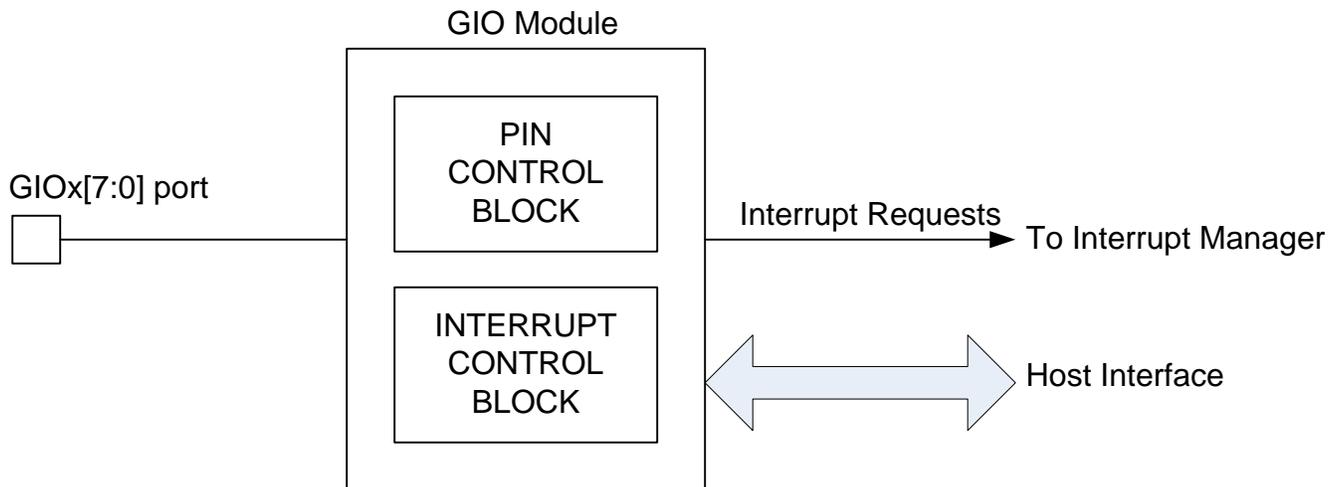 GIO Module
PIN
CONTROL
BLOCK
GIOx[7:0] port
Interrupt Requests
To Interrupt Manager
INTERRUPT
CONTROL
BLOCK
Host Interface